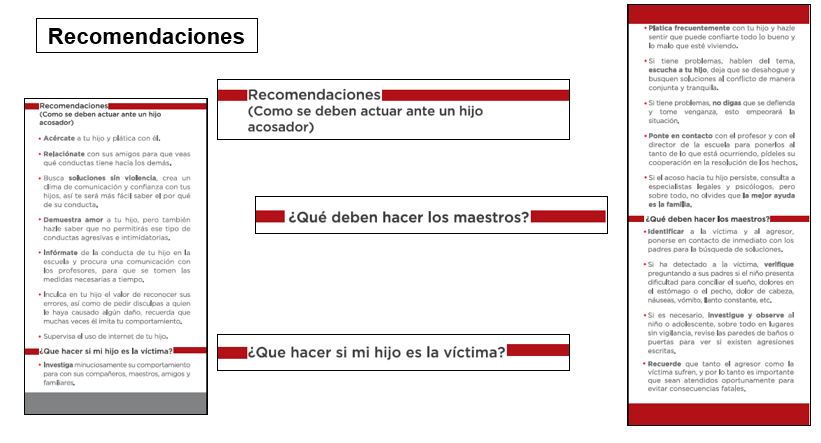 Recomendaciones
Recomendaciones
(Como se deben actuar ante un hijo
acosador)
• Acércate a tu hijo y plática con él.
• Relaciónate con sus amigos para que veas
qué conductas tiene hacia los demás.
• Busca soluciones sin violencia, crea un
clima de comunicación y confianza con tus
hijos, así te será más fácil saber el por qué
de su conducta.
• Demuestra amor a tu hijo, pero también
hazle saber que no permitirás ese tipo de
conductas agresivas e intimidatorias.
• Infórmate de la conducta de tu hijo en la
escuela y procura una comunicación con
los profesores, para que se tomen las
medidas necesarias a tiempo.
• Inculca en tu hijo el valor de reconocer sus
errores, así como de pedir disculpas a quien
le haya causado algún daño, recuerda que
muchas veces él imita tu comportamiento.
• Supervisa el uso de internet de tu hijo.
¿Que hacer si mi hijo es la víctima?
• Investiga minuciosamente su comportamiento
para con sus compañeros, maestros, amigos y
familiares.
Recomendaciones
(Como se deben actuar ante un hijo
acosador)
¿Qué deben hacer los maestros?
¿Que hacer si mi hijo es la víctima?
• Platica frecuentemente con tu hijo y hazle
sentir que puede confiarte todo lo bueno y
lo malo que esté viviendo.
• Si tiene problemas, hablen del tema,
escucha a tu hijo, deja que se desahogue y
busquen soluciones al conflicto de manera
conjunta y tranquila.
• Si tiene problemas, no digas que se defienda
y tome venganza, esto empeorará la
situación.
• Ponte en contacto con el profesor y con el
director de la escuela para ponerlos al
tanto de lo que está ocurriendo, pídeles su
cooperación en la resolución de los hechos.
• Si el acoso hacia tu hijo persiste, consulta a
especialistas legales y psicólogos, pero
sobre todo, no olvides que la mejor ayuda
es la familia.
¿Qué deben hacer los maestros?
• Identificar a la víctima y al agresor,
ponerse en contacto de inmediato con los
padres para la búsqueda de soluciones.
• Si ha detectado a la víctima, verifique
preguntando a sus padres si el niño presenta
dificultad para conciliar el sueño, dolores en
el estómago o el pecho, dolor de cabeza,
náuseas, vómito, llanto constante, etc.
• Si es necesario, investigue y observe al
niño o adolescente, sobre todo en lugares
sin vigilancia, revise las paredes de baños o
puertas para ver si existen agresiones
escritas.
• Recuerde que tanto el agresor como la
víctima sufren, y por lo tanto es importante
que sean atendidos oportunamente para
evitar consecuencias fatales.